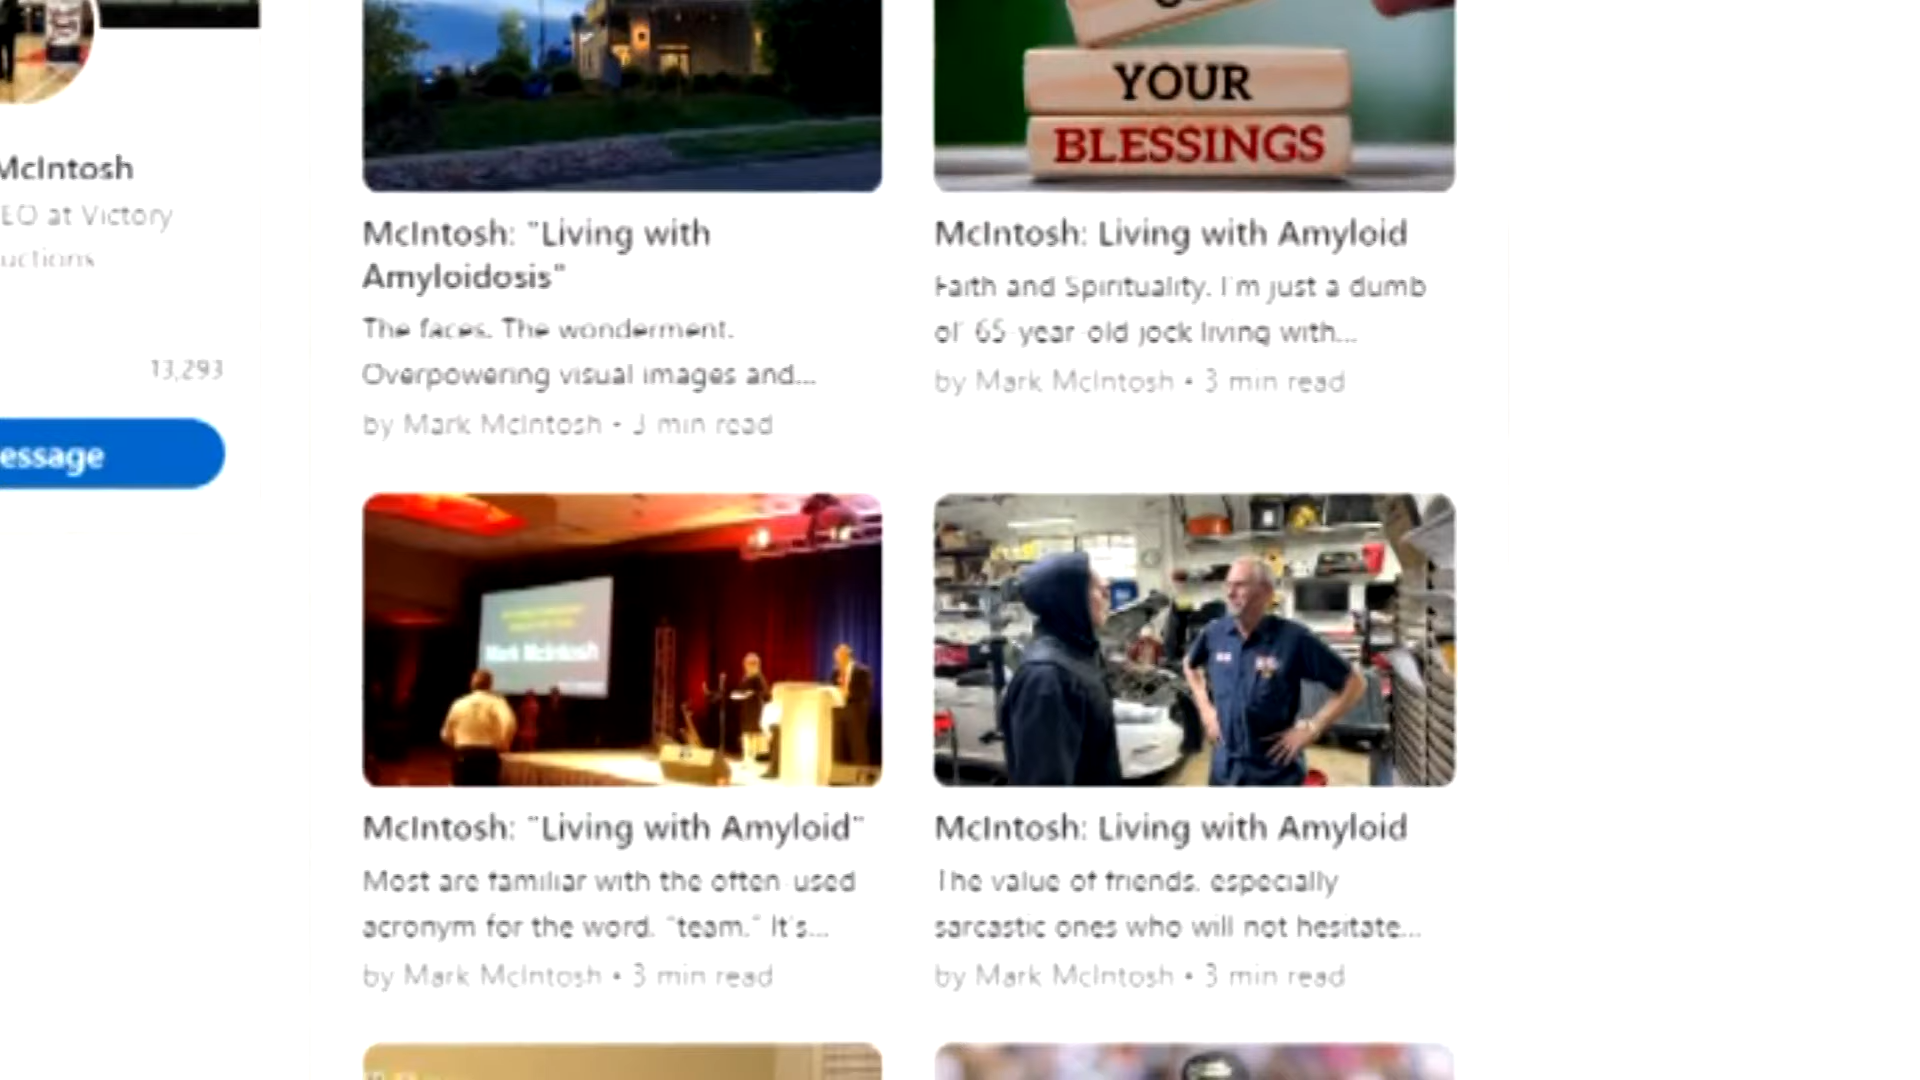 McIntosh
EO at Victory
uctions
13,293
essage
YOUR
BLESSINGS
McIntosh: "Living with
Amyloidosis"
The faces. The wonderment.
Overpowering visual images and...
by Mark McIntosh • 3 min read
McIntosh: Living with Amyloid
Faith and Spirituality. I'm just a dumb
ol' 65-year-old jock living with...
by Mark McIntosh • 3 min read
Mark McIntosh
McIntosh: "Living with Amyloid"
Most are familiar with the often-used
acronym for the word, "team." It's...
by Mark McIntosh • 3 min read
McIntosh: Living with Amyloid
The value of friends, especially
sarcastic ones who will not hesitate...
by Mark McIntosh • 3 min read